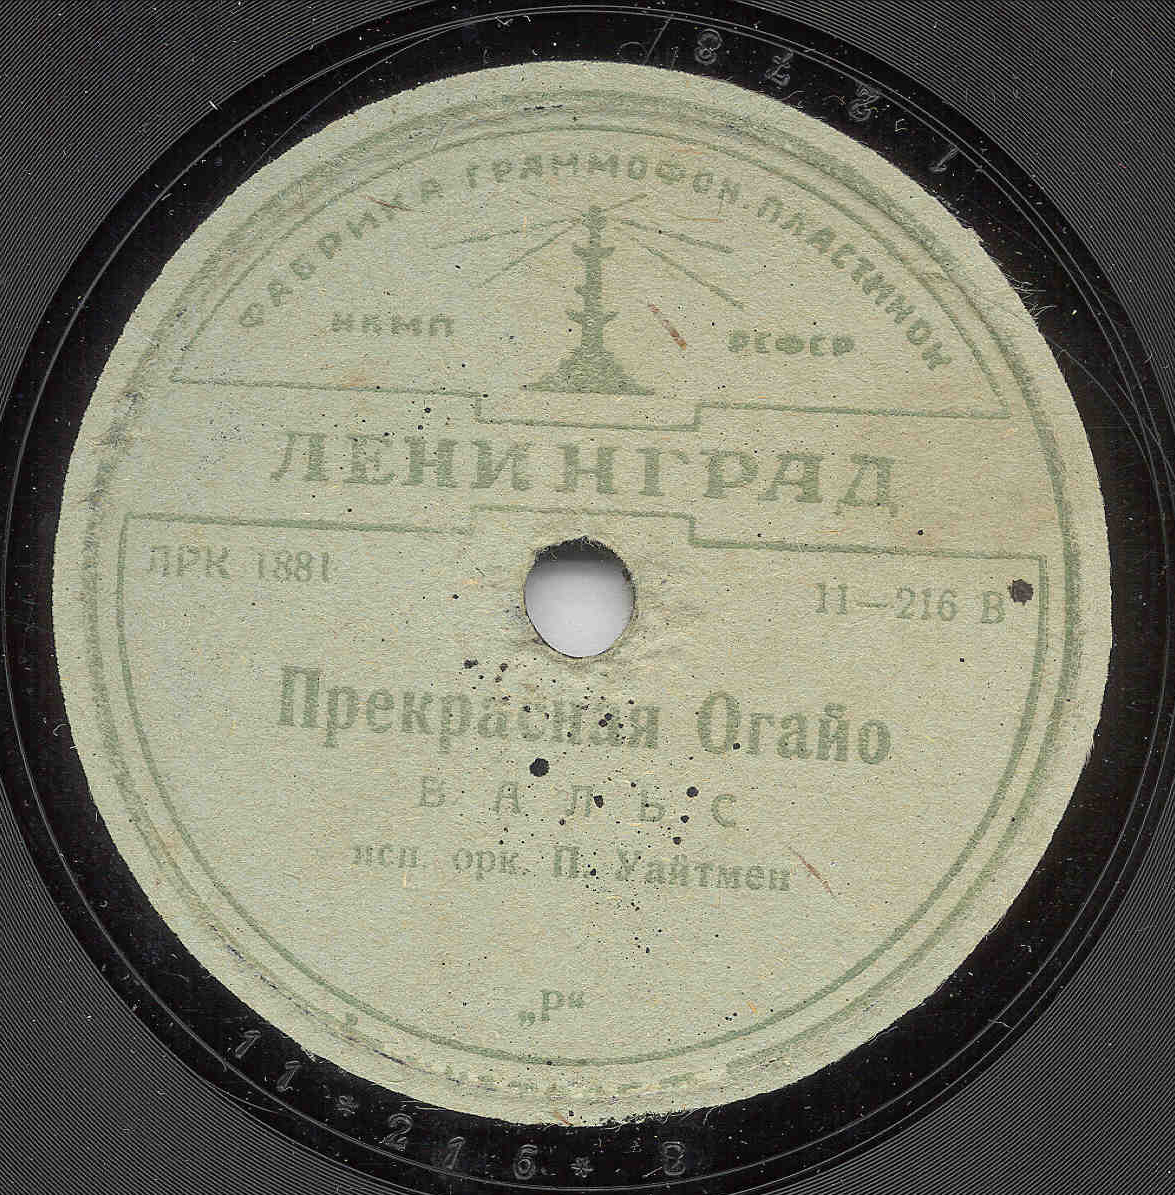 ФАБРИКА ГРАММОФОН. ПЛАСТИНОК
НКМП РСФСР
ЛЕНИНГРАД
ЛРК 1881
11—216 В
Прекрасная Огайо
ВАЛЬС
исп. орк. П. Уайтмен
„Р“
11*216*8